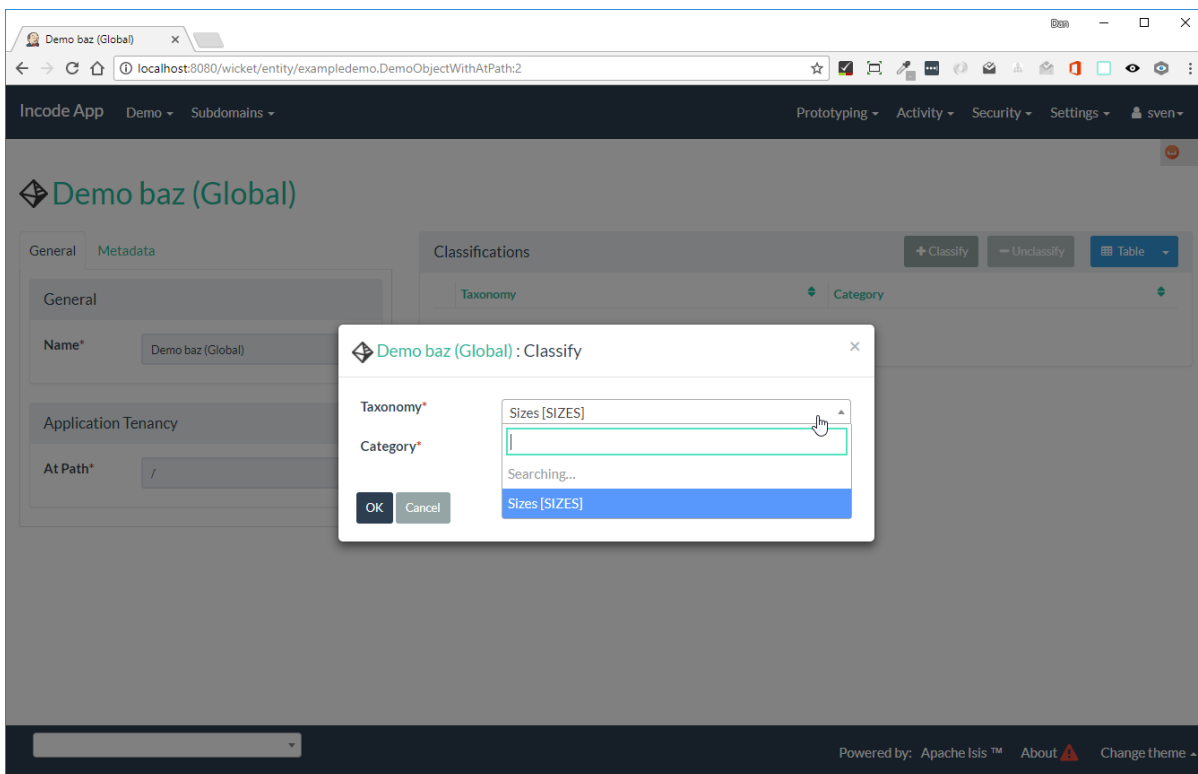 Dan
Demo baz (Global)
localhost:8080/wicket/entity/exampledemo.DemoObjectWithAtPath:2
Incode App Demo Subdomains Prototyping Activity Security Settings sven
Demo baz (Global)
General Metadata
Classifications + Classify − Unclassify Table
Taxonomy Category
General
Name* Demo baz (Global)
Demo baz (Global) : Classify ×
Taxonomy* Sizes [SIZES]
Category*
Searching...
Sizes [SIZES]
OK Cancel
Application Tenancy
At Path* /
Powered by: Apache Isis ™ About Change theme